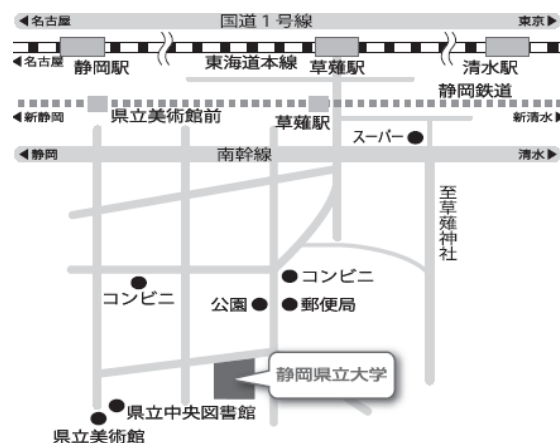 ◀名古屋 国道1号線 東京▶
◀名古屋 静岡駅 東海道本線 草薙駅 清水駅
静岡鉄道
◀新静岡 県立美術館前 草薙駅 新清水▶
スーパー
◀静岡 南幹線 清水▶
至草薙神社
コンビニ
コンビニ
公園 郵便局
静岡県立大学
県立中央図書館
県立美術館